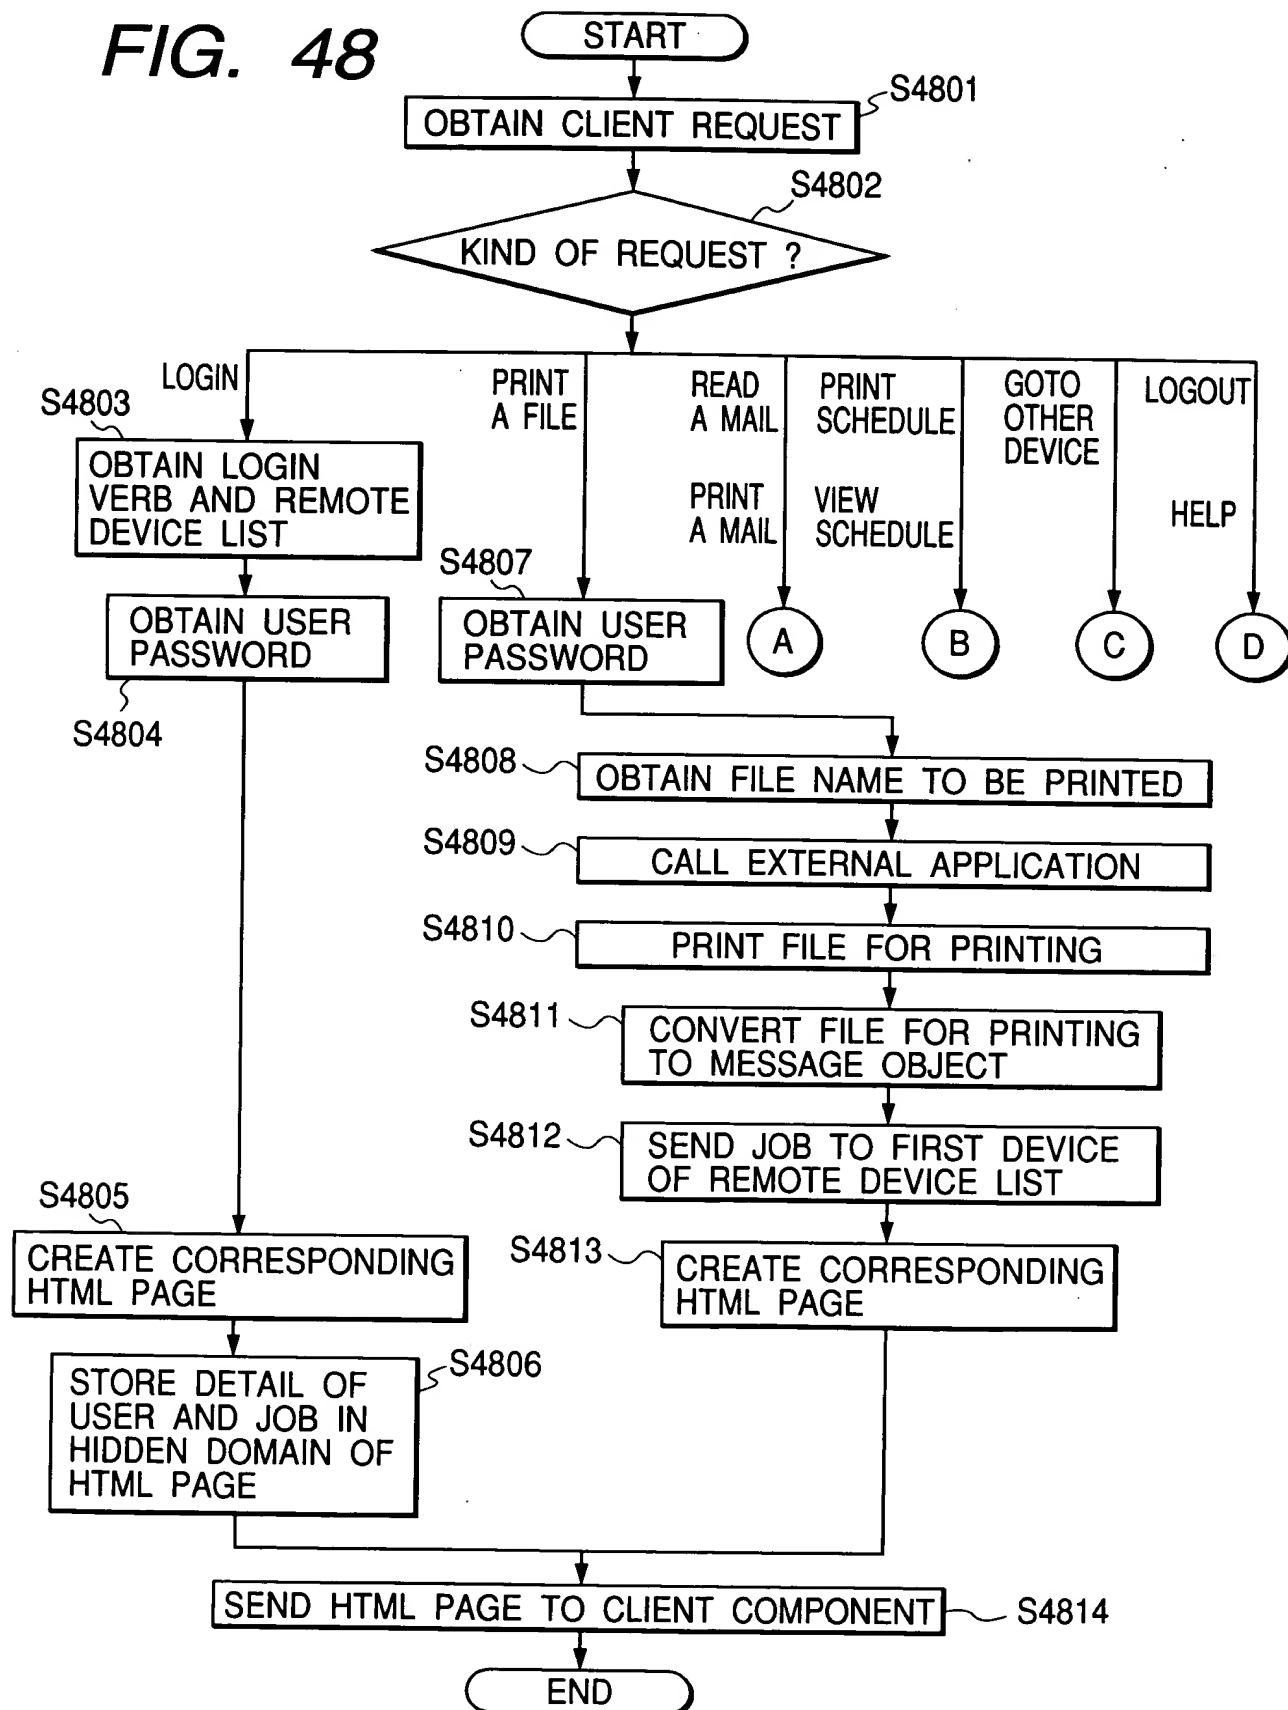 FIG. 48
START
S4801
OBTAIN CLIENT REQUEST
S4802
KIND OF REQUEST ?
LOGIN
PRINT
A FILE
READ
A MAIL
PRINT
A MAIL
PRINT
SCHEDULE
VIEW
SCHEDULE
GOTO
OTHER
DEVICE
LOGOUT
HELP
S4803
OBTAIN LOGIN
VERB AND REMOTE
DEVICE LIST
OBTAIN USER
PASSWORD
S4804
S4807
OBTAIN USER
PASSWORD
A
B
C
D
S4808
OBTAIN FILE NAME TO BE PRINTED
S4809
CALL EXTERNAL APPLICATION
S4810
PRINT FILE FOR PRINTING
S4811
CONVERT FILE FOR PRINTING
TO MESSAGE OBJECT
S4812
SEND JOB TO FIRST DEVICE
OF REMOTE DEVICE LIST
S4805
CREATE CORRESPONDING
HTML PAGE
S4813
CREATE CORRESPONDING
HTML PAGE
S4806
STORE DETAIL OF
USER AND JOB IN
HIDDEN DOMAIN OF
HTML PAGE
SEND HTML PAGE TO CLIENT COMPONENT
S4814
END